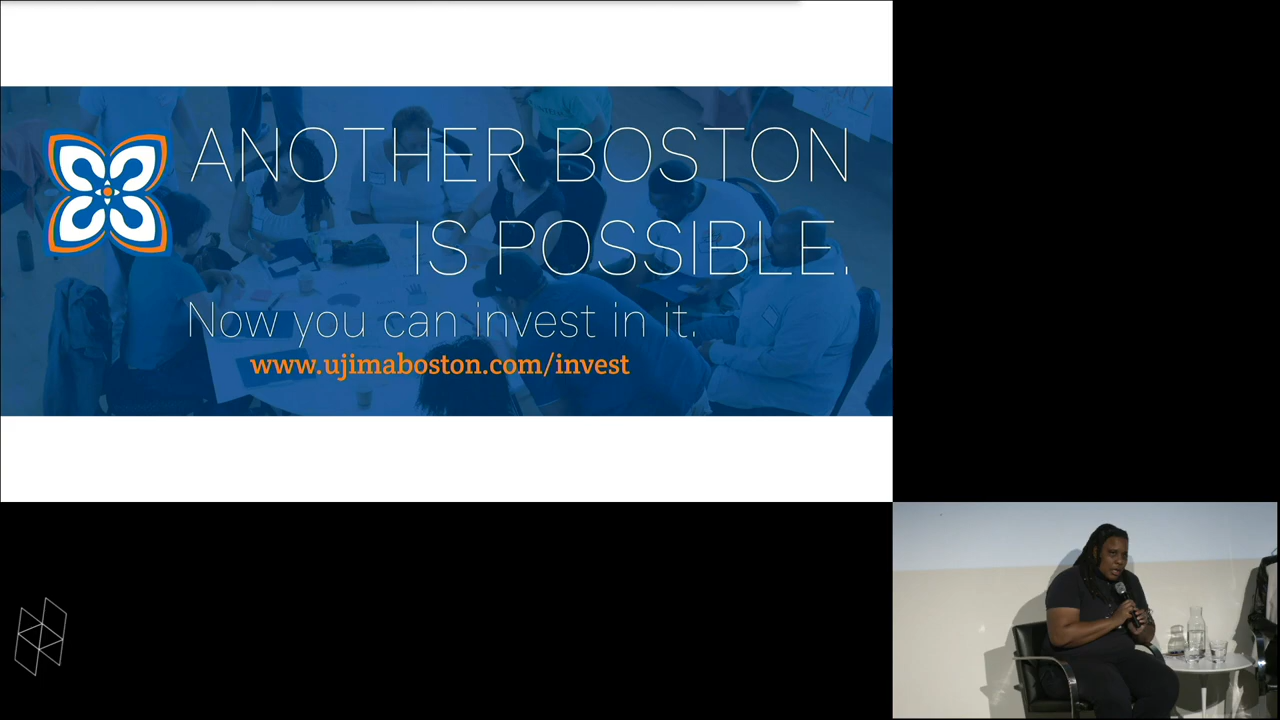 ANOTHER BOSTON
IS POSSIBLE.
Now you can invest in it.
www.ujimaboston.com/invest